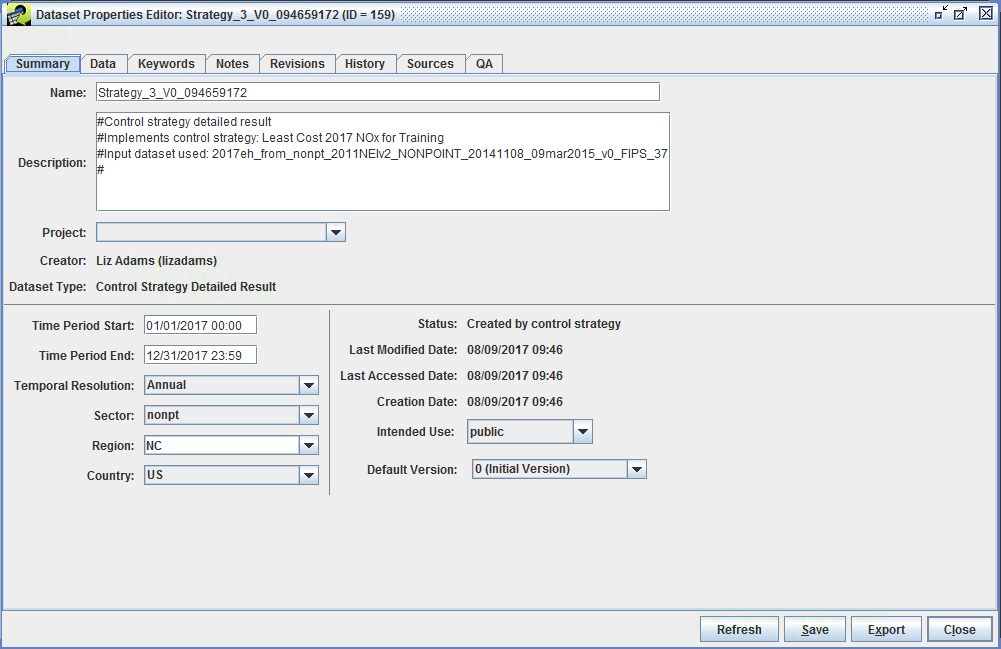 Dataset Properties Editor: Strategy_3_V0_094659172 (ID = 159)
Summary Data Keywords Notes Revisions History Sources QA
Name: Strategy_3_V0_094659172
Description:
#Control strategy detailed result
#Implements control strategy: Least Cost 2017 NOx for Training
#Input dataset used: 2017eh_from_nonpt_2011NEIv2_NONPOINT_20141108_09mar2015_v0_FIPS_37
#
Project:
Creator: Liz Adams (lizadams)
Dataset Type: Control Strategy Detailed Result
Time Period Start: 01/01/2017 00:00
Time Period End: 12/31/2017 23:59
Temporal Resolution: Annual
Sector: nonpt
Region: NC
Country: US
Status: Created by control strategy
Last Modified Date: 08/09/2017 09:46
Last Accessed Date: 08/09/2017 09:46
Creation Date: 08/09/2017 09:46
Intended Use: public
Default Version: 0 (Initial Version)
Refresh Save Export Close